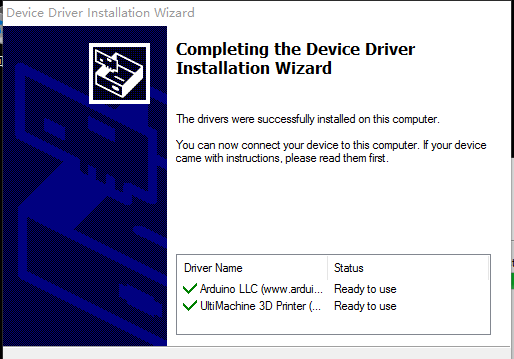 Device Driver Installation Wizard
Completing the Device Driver
Installation Wizard
The drivers were successfully installed on this computer.
You can now connect your device to this computer. If your device
came with instructions, please read them first.
Driver Name Status
Arduino LLC (www.ardui... Ready to use
UltiMachine 3D Printer (... Ready to use